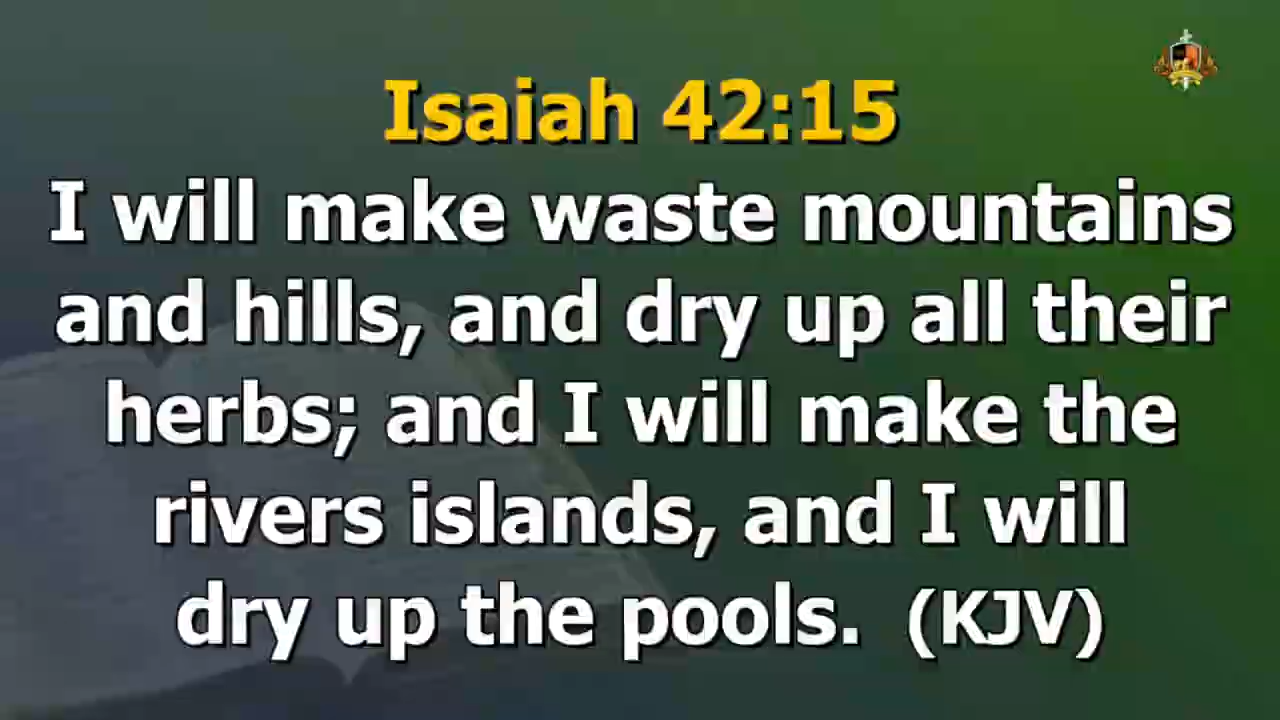 Isaiah 42:15
I will make waste mountains
and hills, and dry up all their
herbs; and I will make the
rivers islands, and I will
dry up the pools.  (KJV)